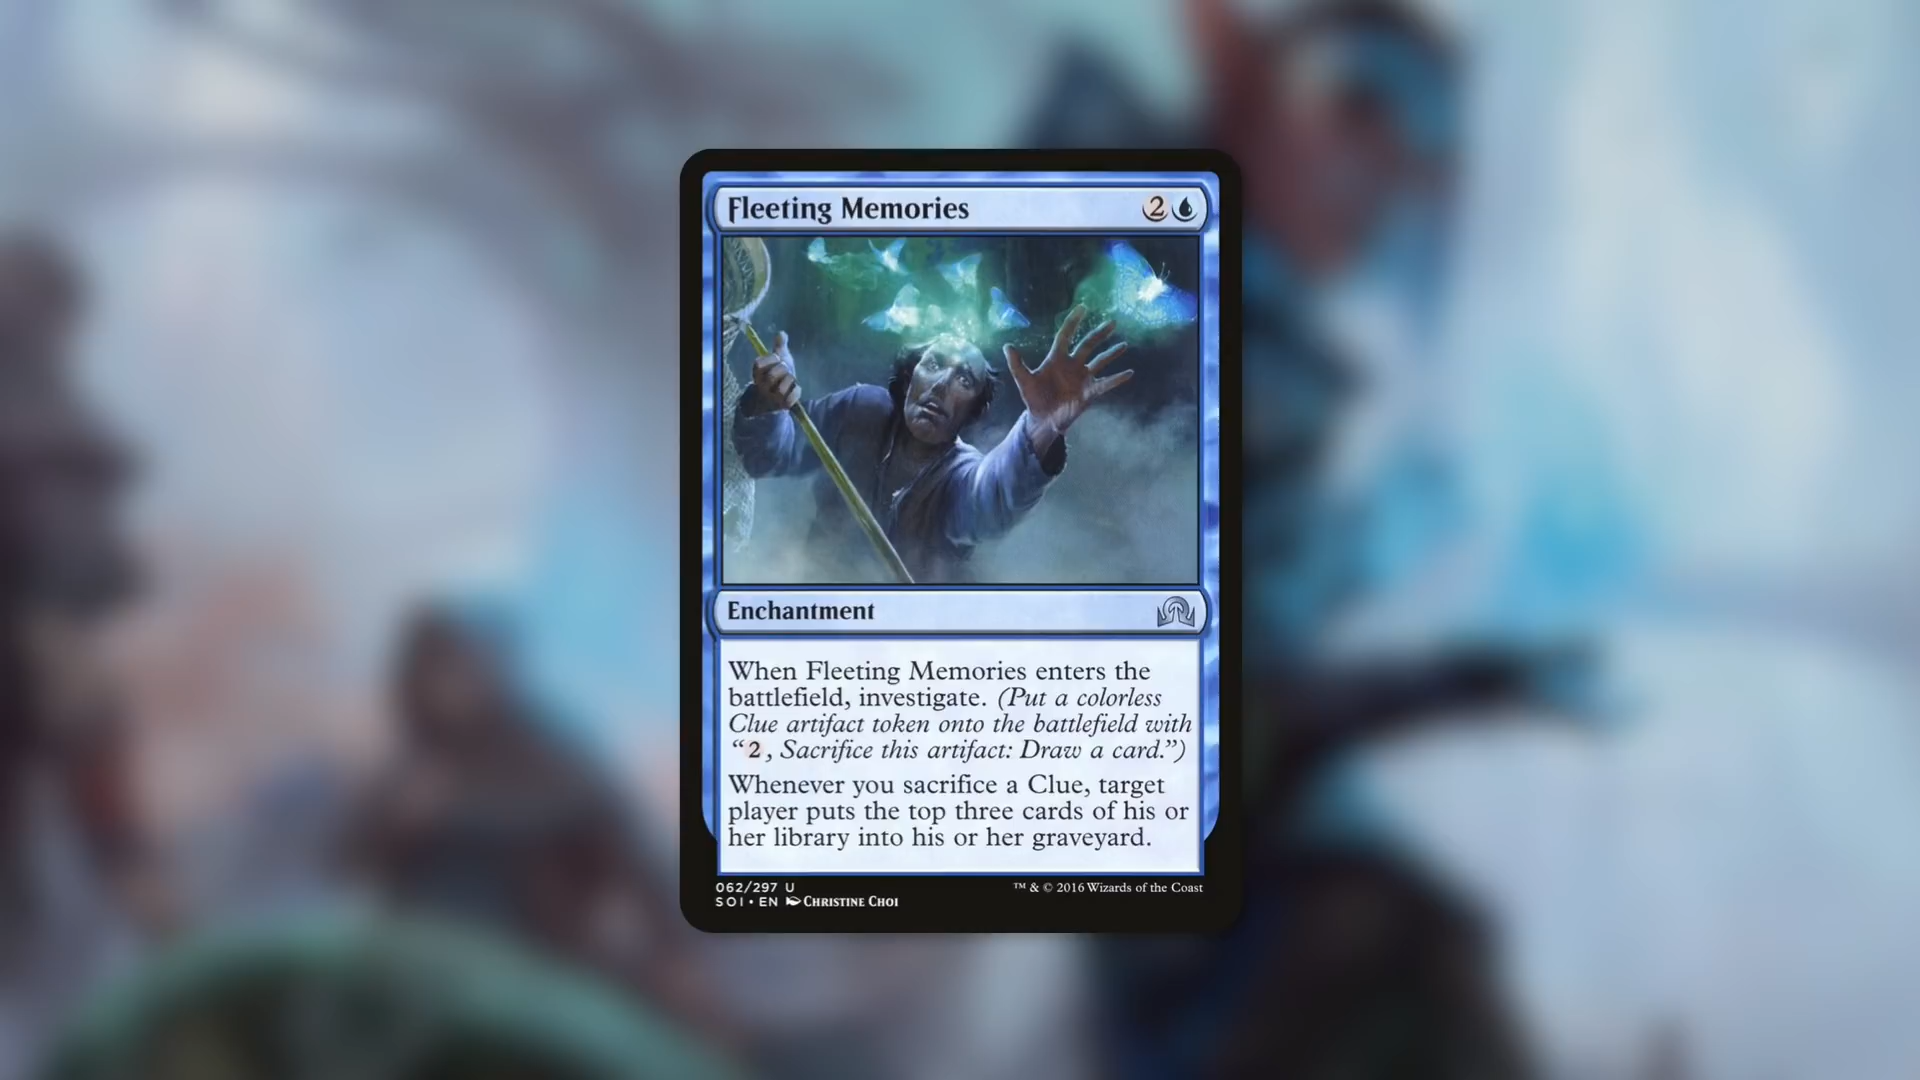 Fleeting Memories 2
Enchantment
When Fleeting Memories enters the
battlefield, investigate. (Put a colorless
Clue artifact token onto the battlefield with
“2, Sacrifice this artifact: Draw a card.”)
Whenever you sacrifice a Clue, target
player puts the top three cards of his or
her library into his or her graveyard.
062/297 U
SOI • EN CHRISTINE CHOI
™ & © 2016 Wizards of the Coast